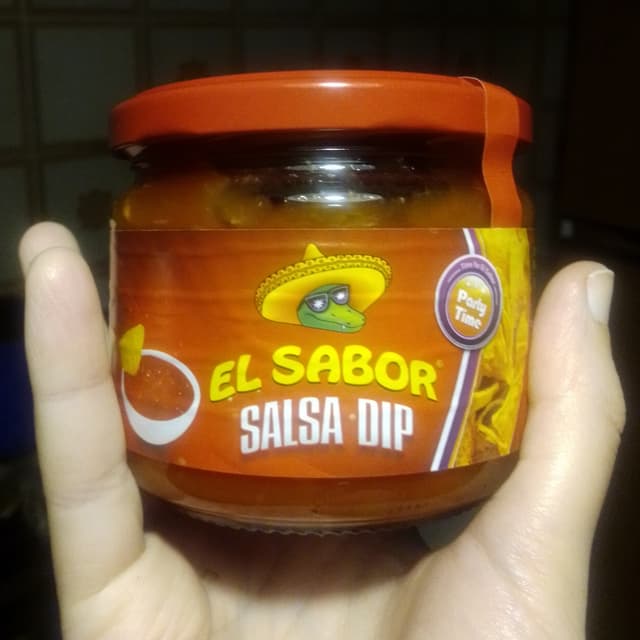 Party
Time
EL SABOR
SALSA DIP